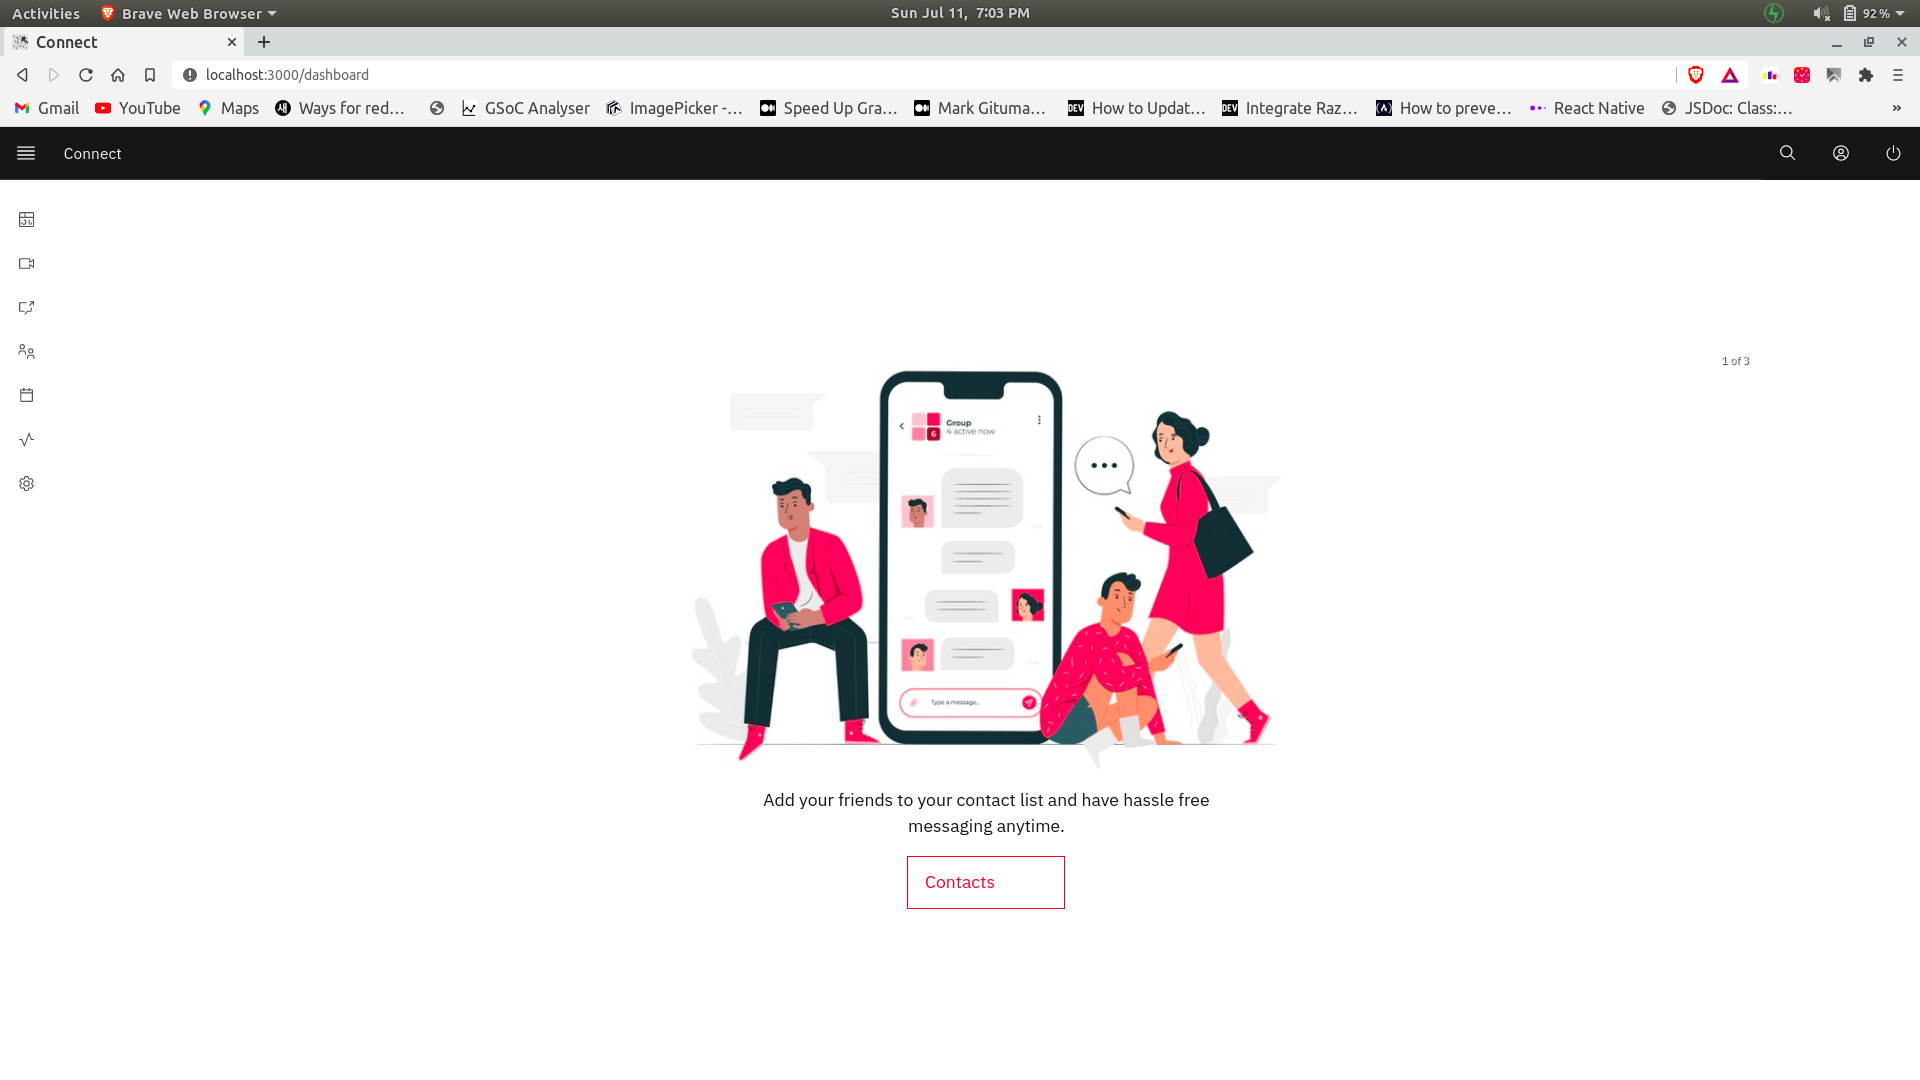 Activities Brave Web Browser Sun Jul 11, 7:03 PM 92%
Connect
localhost:3000/dashboard
Gmail YouTube Maps Ways for red... GSoC Analyser ImagePicker -... Speed Up Gra... Mark Gituma... How to Updat... Integrate Raz... How to preve... React Native JSDoc: Class:... »
Connect
1 of 3
Group
4 active now
6
Type a message...
Add your friends to your contact list and have hassle free
messaging anytime.
Contacts